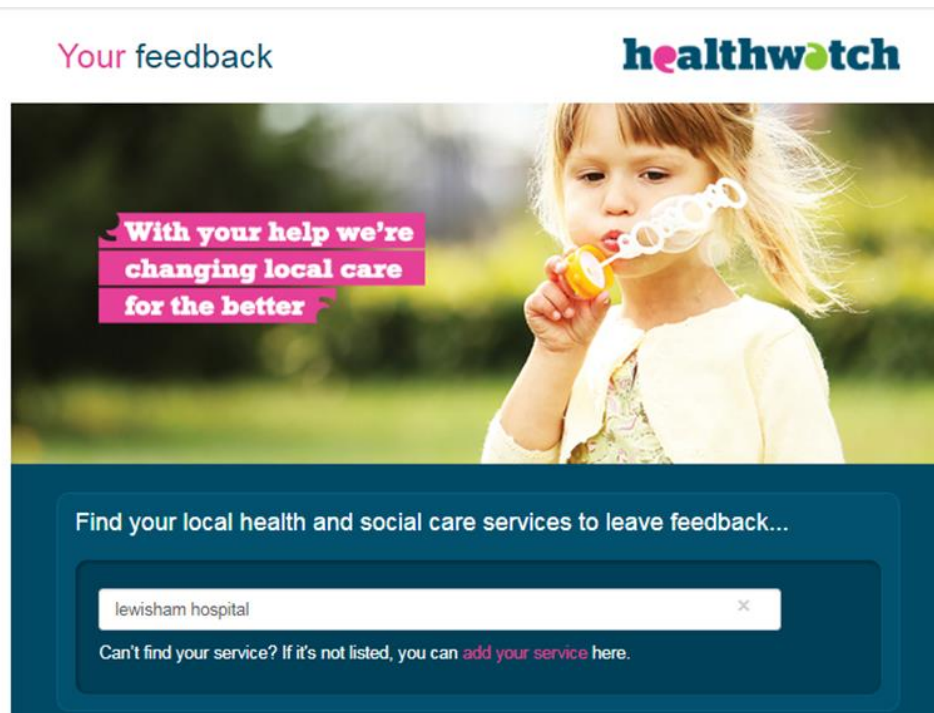 Your feedback
healthwatch
With your help we're
changing local care
for the better
Find your local health and social care services to leave feedback...
lewisham hospital ×
Can't find your service? If it's not listed, you can add your service here.